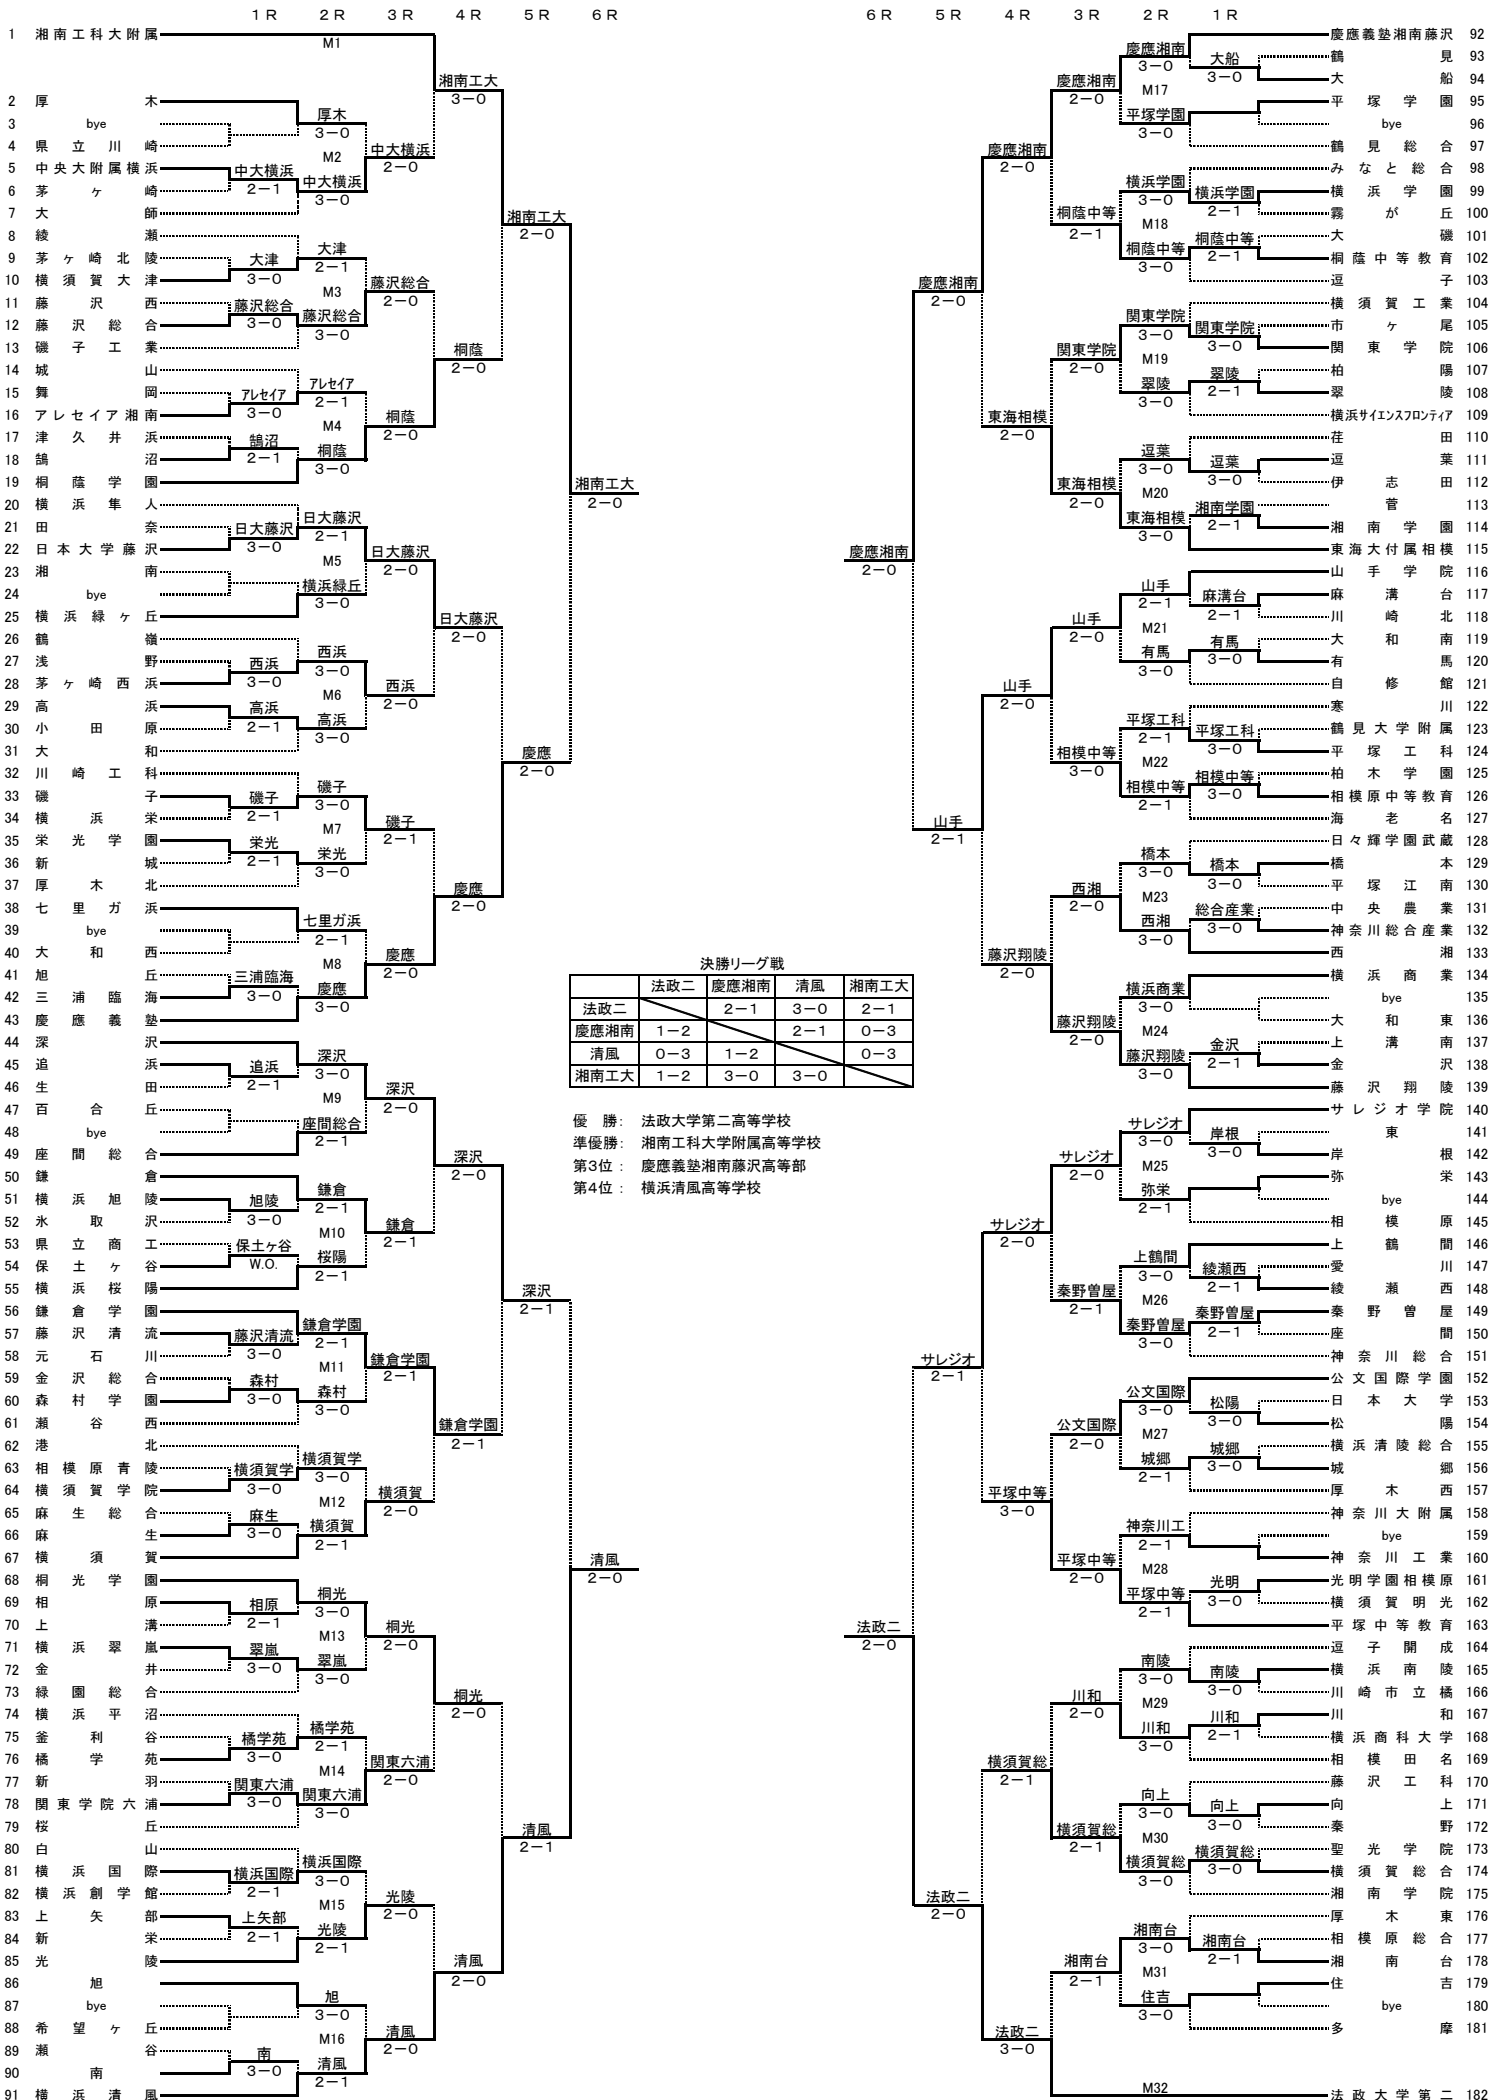 1R 2R 3R 4R 5R 6R
1 湘南工科大附属
M1
湘南工大
3-0
2 厚木
3 bye
厚木
3-0
4 県立川崎
M2
中大横浜
2-0
5 中央大附属横浜
中大横浜
2-1
中大横浜
3-0
6 茅ヶ崎
7 大師
湘南工大
2-0
8 綾瀬
9 茅ヶ崎北陵
大津
3-0
大津
2-1
10 横須賀大津
M3
藤沢総合
2-0
11 藤沢西
藤沢総合
3-0
藤沢総合
3-0
12 藤沢総合
13 磯子工業
桐蔭
2-0
14 城山
15 舞岡
アレセイア
3-0
アレセイア
2-1
16 アレセイア湘南
M4
桐蔭
2-0
17 津久井浜
鵠沼
2-1
18 鵠沼
桐蔭
3-0
19 桐蔭学園
湘南工大
2-0
20 横浜隼人
21 田奈
日大藤沢
3-0
日大藤沢
2-1
22 日本大学藤沢
M5
日大藤沢
2-0
23 湘南
24 bye
横浜緑丘
3-0
25 横浜緑ヶ丘
日大藤沢
2-0
26 鶴嶺
27 浅野
西浜
3-0
西浜
3-0
28 茅ヶ崎西浜
M6
西浜
2-0
29 高浜
高浜
2-1
高浜
3-0
30 小田原
31 大和
慶應
2-0
32 川崎工科
33 磯子
磯子
2-1
磯子
3-0
34 横浜栄
M7
磯子
2-1
35 栄光学園
栄光
2-1
栄光
3-0
36 新城
37 厚木北
慶應
2-0
38 七里ガ浜
39 bye
七里ガ浜
2-1
40 大和西
M8
慶應
2-0
41 旭丘
三浦臨海
3-0
慶應
3-0
42 三浦臨海
43 慶應義塾
44 深沢
45 追浜
追浜
2-1
深沢
3-0
46 生田
M9
深沢
2-0
47 百合丘
48 bye
座間総合
2-1
49 座間総合
深沢
2-0
50 鎌倉
51 横浜旭陵
旭陵
3-0
鎌倉
2-1
52 氷取沢
M10
鎌倉
2-1
53 県立商工
保土ヶ谷
W.O.
54 保土ヶ谷
桜陽
2-1
55 横浜桜陽
深沢
2-1
56 鎌倉学園
57 藤沢清流
藤沢清流
3-0
鎌倉学園
2-1
58 元石川
M11
鎌倉学園
2-1
59 金沢総合
森村
3-0
森村
3-0
60 森村学園
61 瀬谷西
鎌倉学園
2-1
62 港北
63 相模原青陵
横須賀学
3-0
横須賀学
3-0
64 横須賀学院
M12
横須賀
2-0
65 麻生総合
麻生
3-0
66 麻生
横須賀
2-1
67 横須賀
清風
2-0
68 桐光学園
69 相原
相原
2-1
桐光
3-0
70 上溝
M13
桐光
2-0
71 横浜翠嵐
翠嵐
3-0
翠嵐
3-0
72 金井
73 緑園総合
桐光
2-0
74 横浜平沼
75 釜利谷
橘学苑
3-0
橘学苑
2-1
76 橘学苑
M14
関東六浦
2-0
77 新羽
関東六浦
3-0
関東六浦
3-0
78 関東学院六浦
79 桜丘
清風
2-1
80 白山
81 横浜国際
横浜国際
2-1
横浜国際
3-0
82 横浜創学館
M15
光陵
2-0
83 上矢部
上矢部
2-1
84 新栄
光陵
2-1
85 光陵
清風
2-0
86 旭
87 bye
旭
3-0
88 希望ヶ丘
M16
清風
2-0
89 瀬谷
南
3-0
90 南
清風
2-1
91 横浜清風
決勝リーグ戦
法政二 慶應湘南 清風 湘南工大
法政二 2-1 3-0 2-1
慶應湘南 1-2 2-1 0-3
清風 0-3 1-2 0-3
湘南工大 1-2 3-0 3-0
優勝: 法政大学第二高等学校
準優勝: 湘南工科大学附属高等学校
第3位: 慶應義塾湘南藤沢高等部
第4位: 横浜清風高等学校
6R 5R 4R 3R 2R 1R
慶應義塾湘南藤沢 92
慶應湘南
3-0
大船
3-0
鶴見 93
大船 94
M17
慶應湘南
2-0
平塚学園 95
平塚学園
3-0
bye 96
鶴見総合 97
慶應湘南
2-0
みなと総合 98
横浜学園
3-0
横浜学園
2-1
横浜学園 99
霧が丘 100
M18
桐蔭中等
2-1
大磯 101
桐蔭中等
3-0
桐蔭中等
2-1
桐蔭中等教育 102
逗子 103
慶應湘南
2-0
横須賀工業 104
関東学院
3-0
関東学院
3-0
市ヶ尾 105
関東学院 106
M19
関東学院
2-0
柏陽 107
翠陵
3-0
翠陵
2-1
翠陵 108
横浜サイエンスフロンティア 109
東海相模
2-0
荏田 110
逗葉
3-0
逗葉
3-0
逗葉 111
伊志田 112
M20
東海相模
2-0
菅 113
東海相模
3-0
湘南学園
2-1
湘南学園 114
東海大付属相模 115
慶應湘南
2-0
山手学院 116
山手
2-1
麻溝台
2-1
麻溝台 117
川崎北 118
M21
山手
2-0
大和南 119
有馬
3-0
有馬
3-0
有馬 120
自修館 121
山手
2-0
寒川 122
平塚工科
2-1
平塚工科
3-0
鶴見大学附属 123
平塚工科 124
M22
相模中等
3-0
柏木学園 125
相模中等
2-1
相模中等
3-0
相模原中等教育 126
海老名 127
山手
2-1
日々輝学園武蔵 128
橋本
3-0
橋本
3-0
橋本 129
平塚江南 130
M23
西湘
2-0
中央農業 131
西湘
3-0
総合産業
3-0
神奈川総合産業 132
西湘 133
藤沢翔陵
2-0
横浜商業 134
横浜商業
3-0
bye 135
大和東 136
M24
藤沢翔陵
2-0
上溝南 137
藤沢翔陵
3-0
金沢
2-1
金沢 138
藤沢翔陵 139
サレジオ学院 140
サレジオ
3-0
岸根
3-0
東 141
岸根 142
M25
サレジオ
2-0
弥栄 143
弥栄
2-1
bye 144
相模原 145
サレジオ
2-0
上鶴間 146
上鶴間
3-0
綾瀬西
2-1
愛川 147
綾瀬西 148
M26
秦野曽屋
2-1
秦野曽屋 149
秦野曽屋
3-0
秦野曽屋
2-1
座間 150
神奈川総合 151
サレジオ
2-1
公文国際学園 152
公文国際
3-0
松陽
3-0
日本大学 153
松陽 154
M27
公文国際
2-0
横浜清陵総合 155
城郷
2-1
城郷
3-0
城郷 156
厚木西 157
平塚中等
3-0
神奈川大附属 158
神奈川工
2-1
bye 159
神奈川工業 160
M28
平塚中等
2-0
光明学園相模原 161
平塚中等
2-1
光明
3-0
横須賀明光 162
平塚中等教育 163
法政二
2-0
逗子開成 164
南陵
3-0
南陵
3-0
横浜南陵 165
川崎市立橘 166
M29
川和
2-0
川和 167
川和
3-0
川和
2-1
横浜商科大学 168
相模田名 169
横須賀総
2-1
藤沢工科 170
向上
3-0
向上
3-0
向上 171
秦野 172
M30
横須賀総
2-1
聖光学院 173
横須賀総
3-0
横須賀総
3-0
横須賀総合 174
湘南学院 175
法政二
2-0
厚木東 176
湘南台
3-0
湘南台
2-1
相模原総合 177
湘南台 178
M31
湘南台
2-1
住吉 179
住吉
3-0
bye 180
多摩 181
法政二
3-0
M32
法政大学第二 182